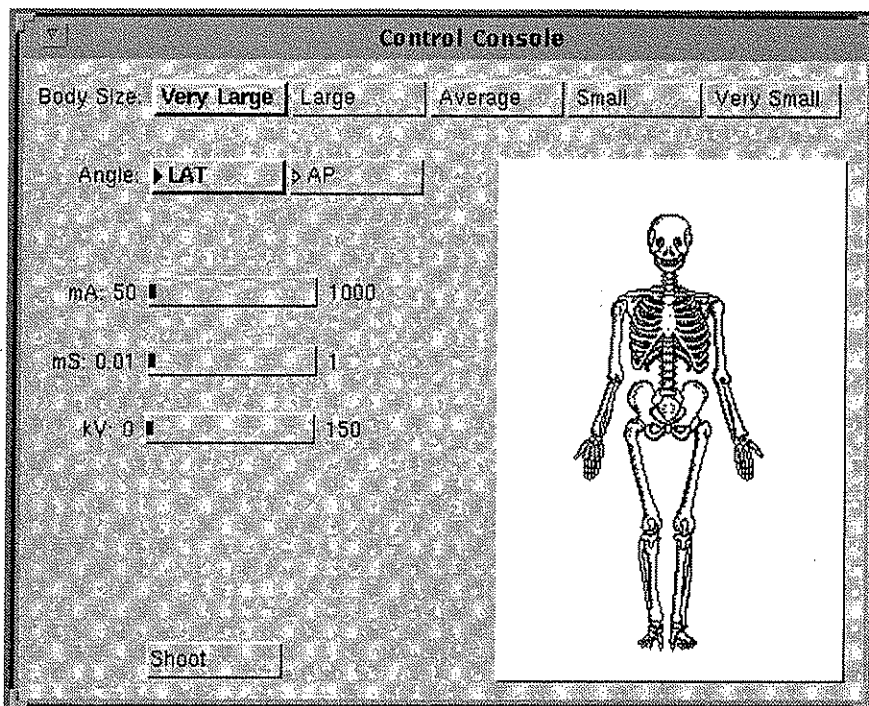 Control Console
Body Size: Very Large Large Average Small Very Small
Angle: LAT AP
mA: 50 1000
mS: 0.01 1
kV: 0 150
Shoot